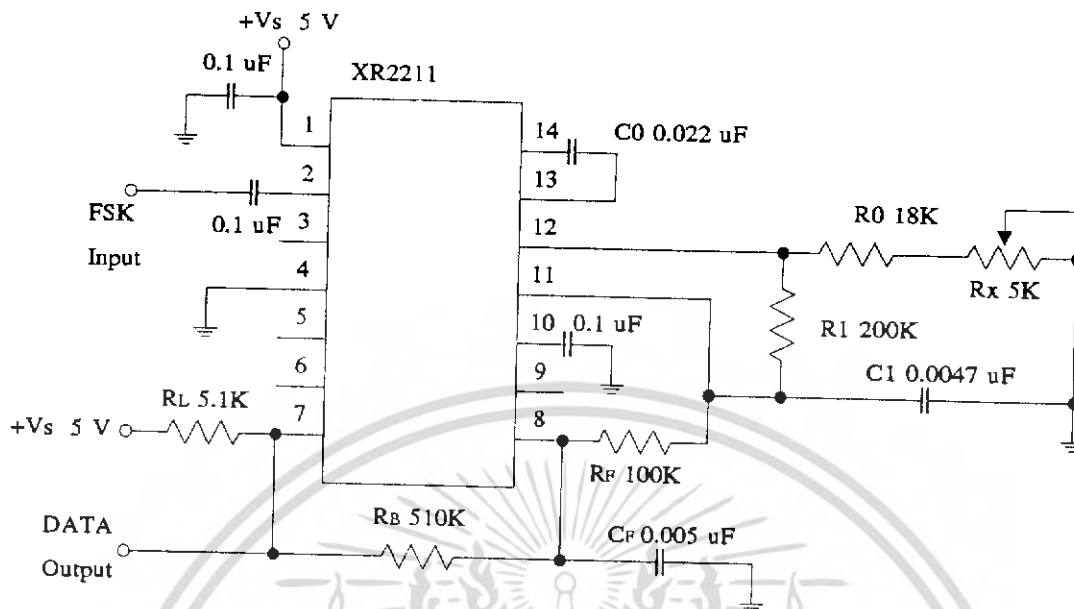 +Vs 5 V
0.1 uF
XR2211
1
14
C0 0.022 uF
2
13
FSK
Input
0.1 uF
3
12
R0 18K
Rx 5K
4
11
R1 200K
5
10
0.1 uF
6
9
C1 0.0047 uF
RL 5.1K
7
8
+Vs 5 V
RF 100K
DATA
Output
RB 510K
CF 0.005 uF